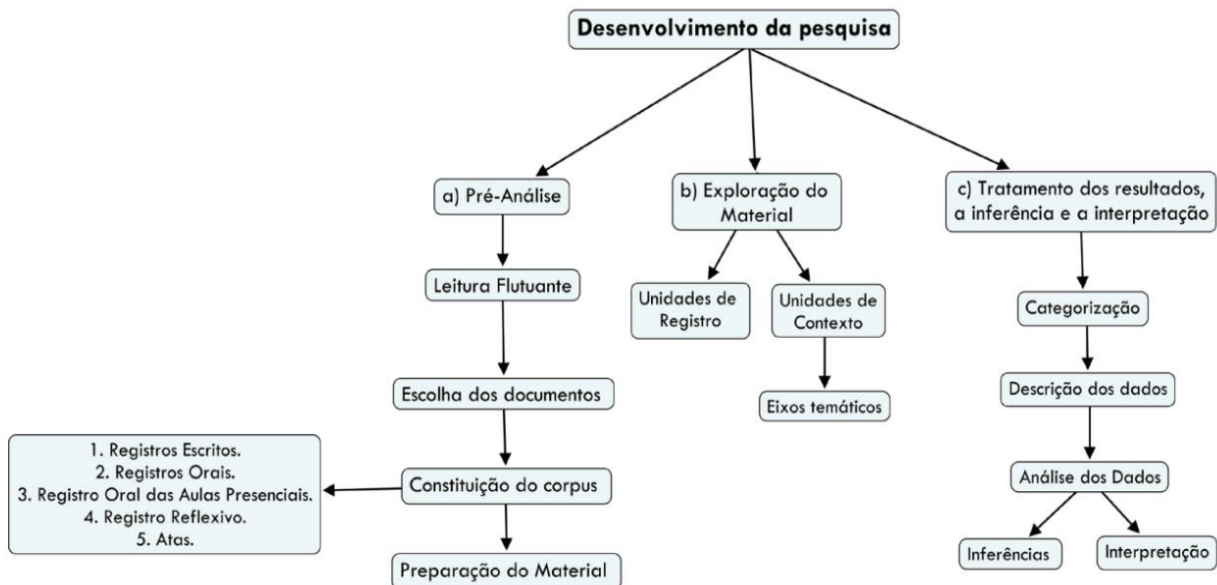 Desenvolvimento da pesquisa
a) Pré-Análise
Leitura Flutuante
Escolha dos documentos
Constituição do corpus
1. Registros Escritos.
2. Registros Orais.
3. Registro Oral das Aulas Presenciais.
4. Registro Reflexivo.
5. Atas.
Preparação do Material
b) Exploração do
Material
Unidades de
Registro
Unidades de
Contexto
Eixos temáticos
c) Tratamento dos resultados,
a inferência e a interpretação
Categorização
Descrição dos dados
Análise dos Dados
Inferências
Interpretação